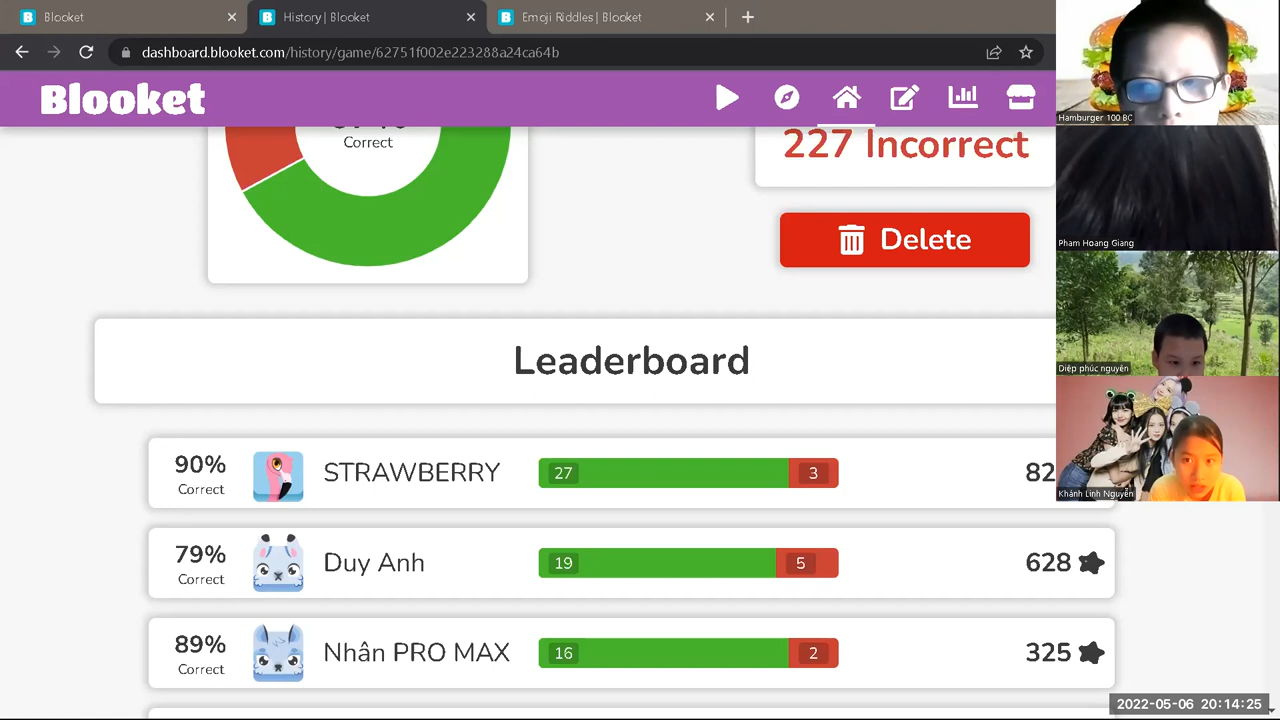 Blooket
History | Blooket
Emoji Riddles | Blooket
dashboard.blooket.com/history/game/62751f002e223288a24ca64b
Blooket
Correct
227 Incorrect
Delete
Leaderboard
90%
Correct
STRAWBERRY
27
3
82
79%
Correct
Duy Anh
19
5
628
89%
Correct
Nhân PRO MAX
16
2
325
Hamburger 100 BC
Pham Hoang Giang
Diệp phúc nguyên
Khánh Linh Nguyễn
2022-05-06 20:14:25